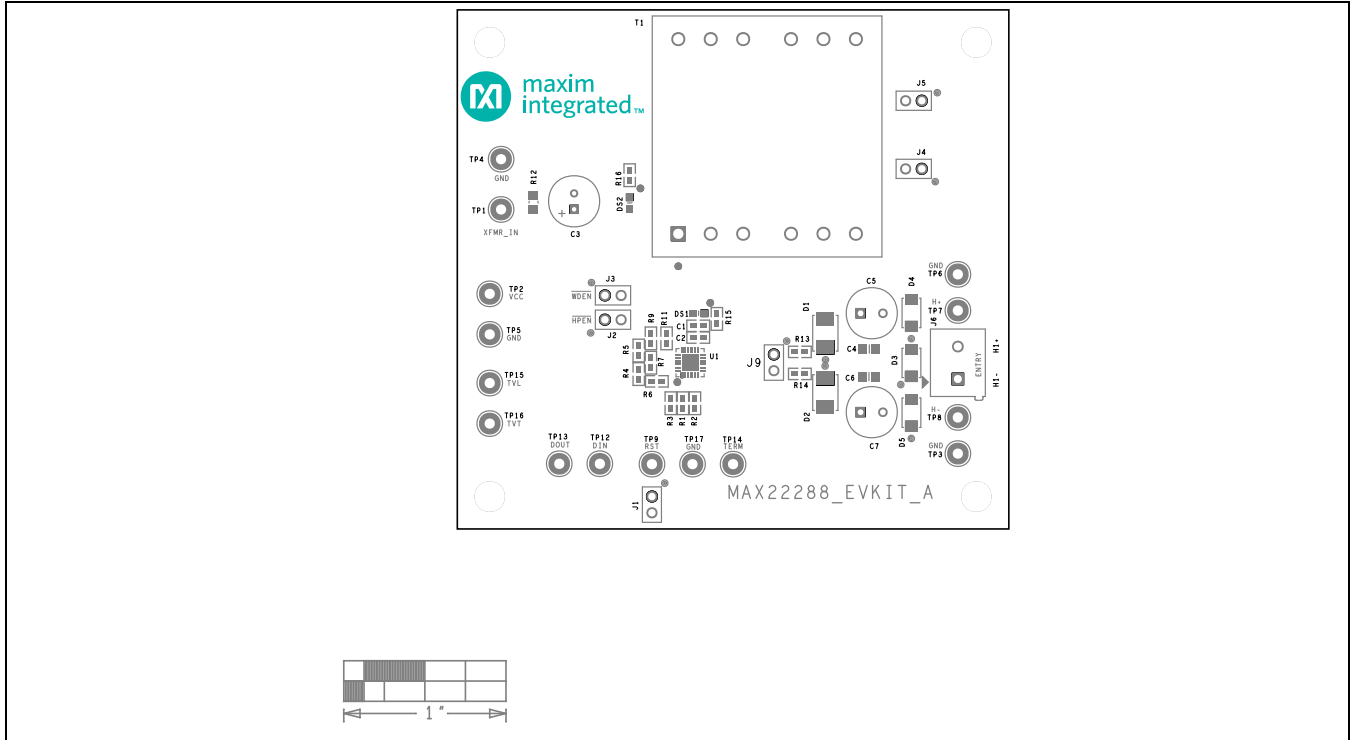 T1
maxim
integrated™
J5
TP4
GND
R12
R16
J4
TP1
XFMR_IN
+
C3
DS2
GND
TP6
J3
TP2
VCC
WDEN
C5
D4
H+
TP7
D1
DS1
R15
J6
HPEN
J2
R9
R11
C1
C2
TP5
GND
R13
R5
R7
U1
J9
C4
D3
ENTRY
H1+
H1-
R4
R6
R14
C6
TP15
TVL
D2
R3
R1
R2
H-
TP8
TP16
TVT
C7
D5
GND
TP3
TP13
DOUT
TP12
DIN
TP9
RST
TP17
GND
TP14
TERM
J1
MAX22288_EVKIT_A
1"